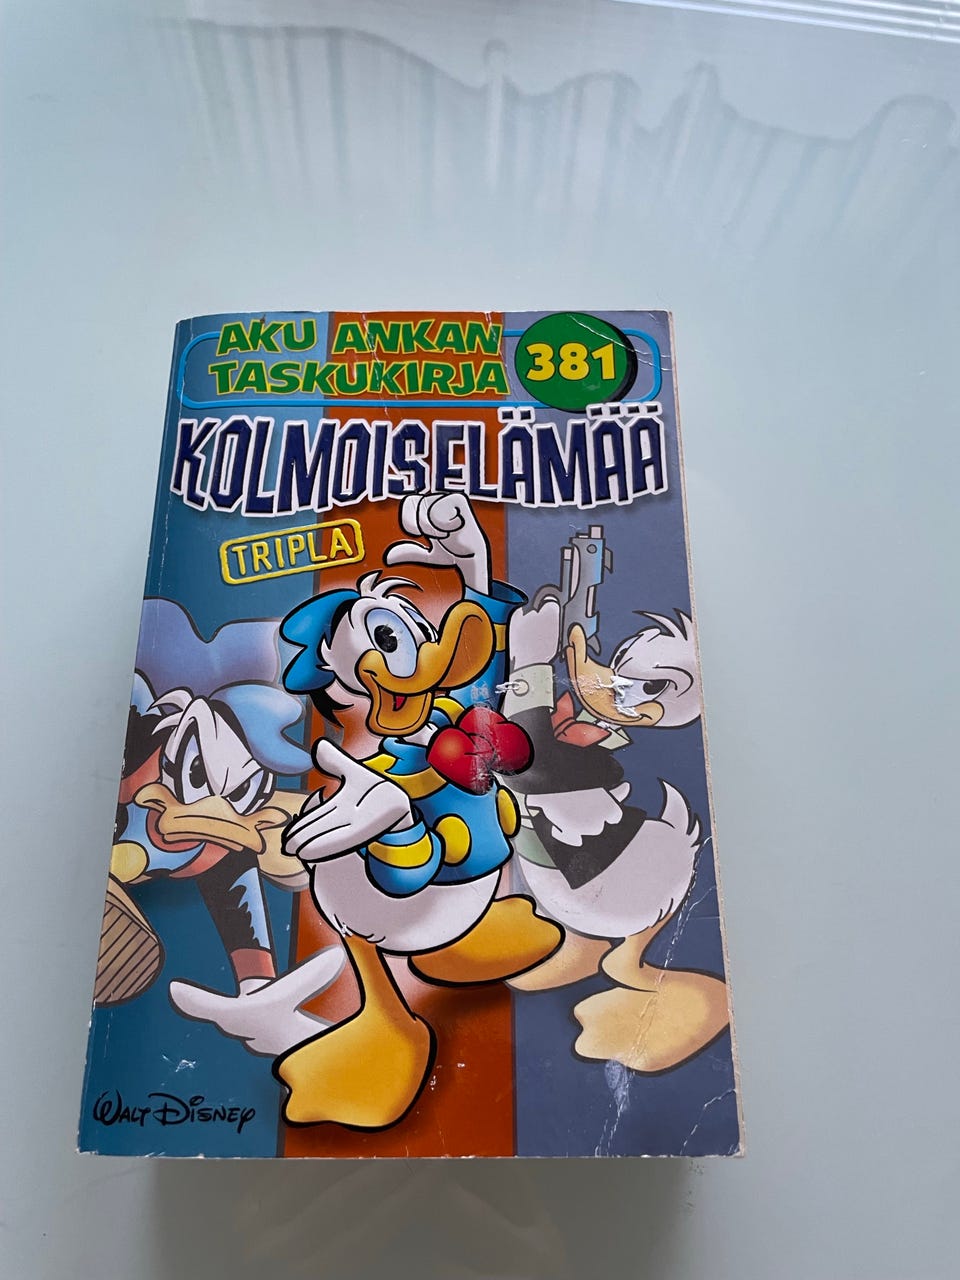 AKU ANKAN
TASKUKIRJA
381
KOLMOISELÄMÄÄ
TRIPLA
WALT DISNEY